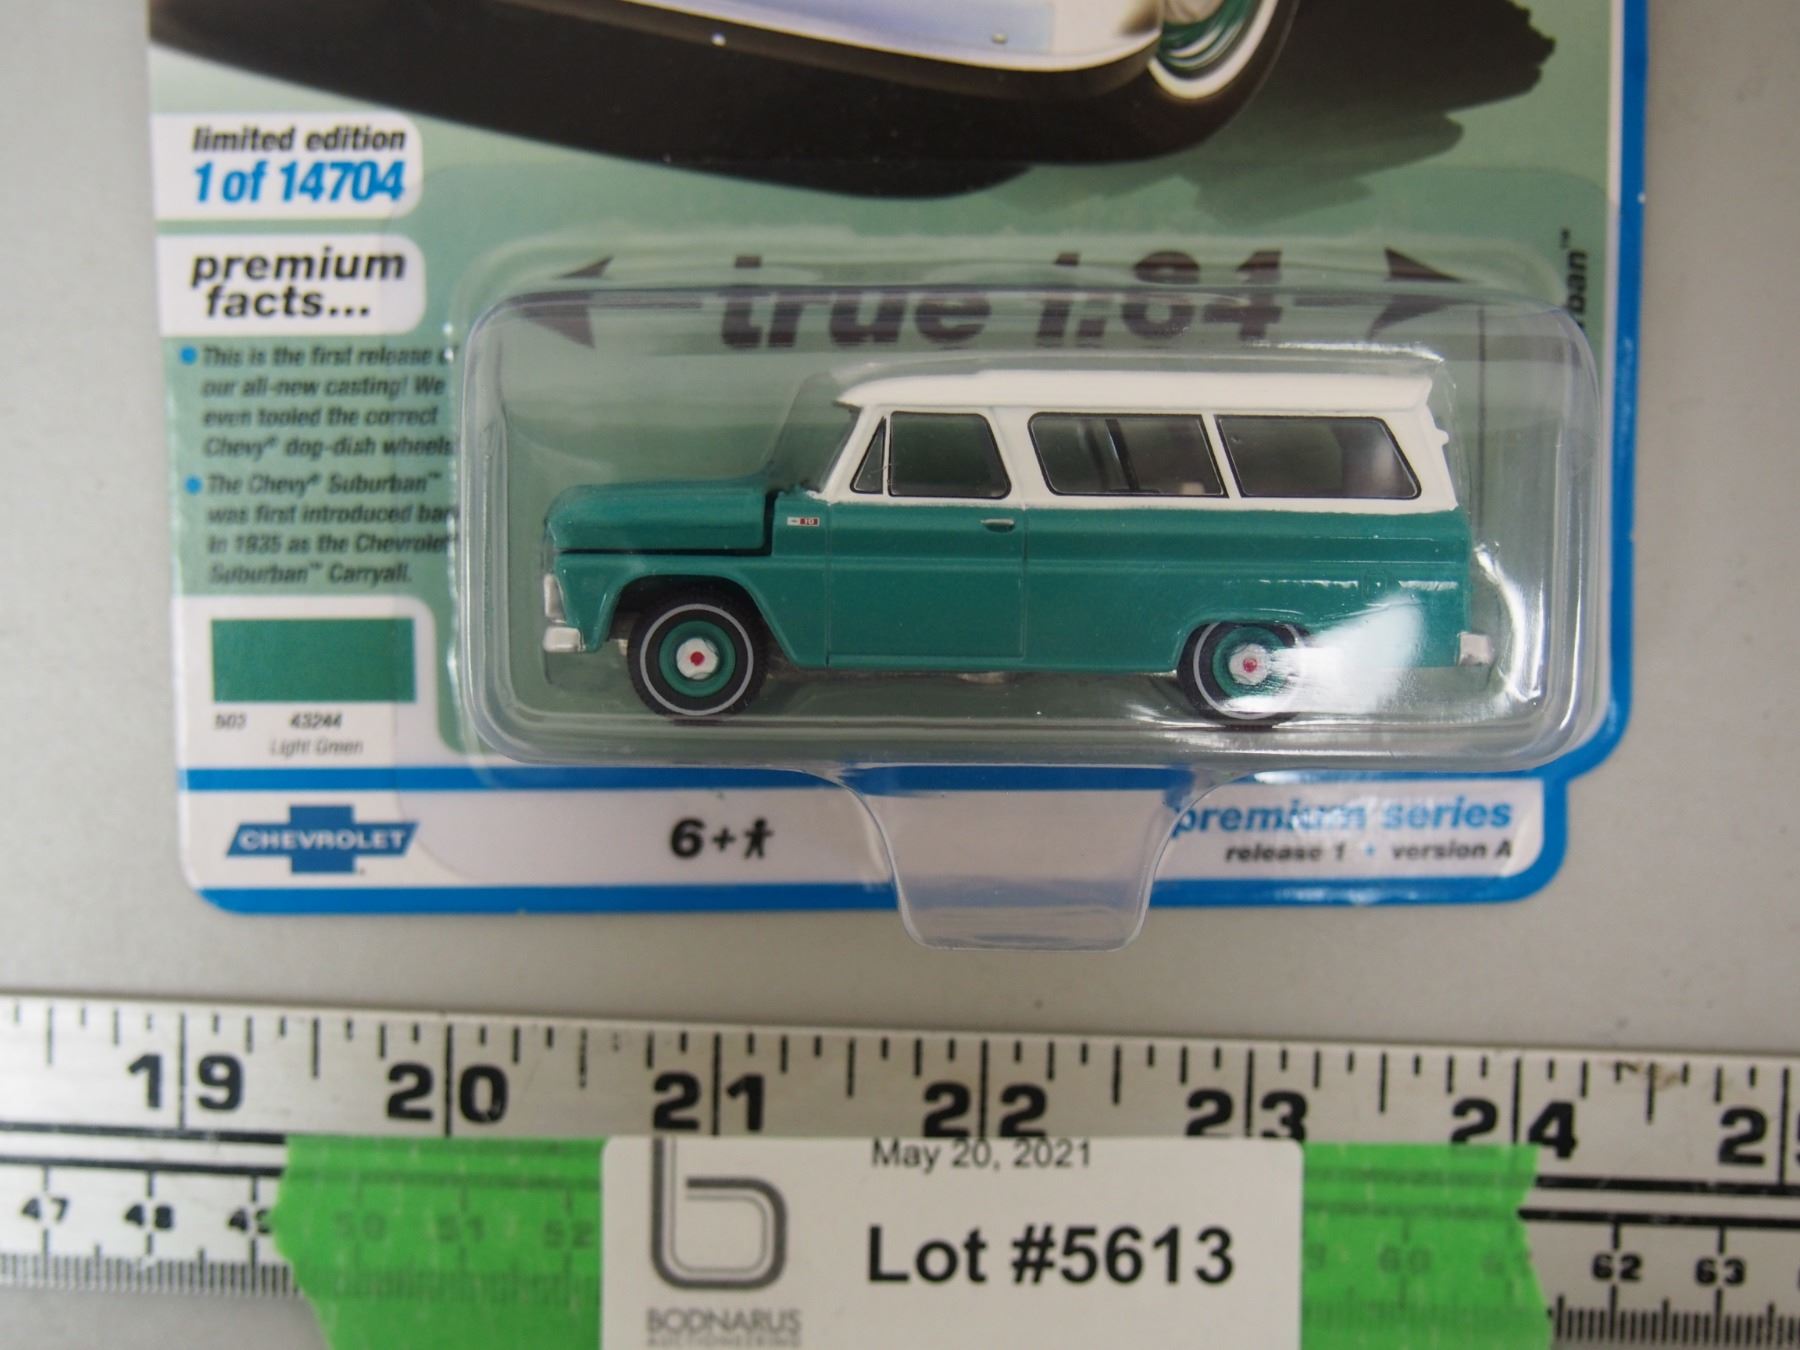 limited edition
1 of 14704
premium
facts...
true 1:64
This is the first release
our all-new casting! We
even tooled the correct
Chevy® dog-dish wheels
The Chevy® Suburban™
was first introduced
in 1935 as the Chevrolet
Suburban™ Carryall.
10
43244
Light Green
CHEVROLET
6+
premium series
release 1 • version A
19 20 21 22 23 24
47 48 49 50 51 52 60 62 63
May 20, 2021
Lot #5613
BODNARUS
AUCTIONEERING